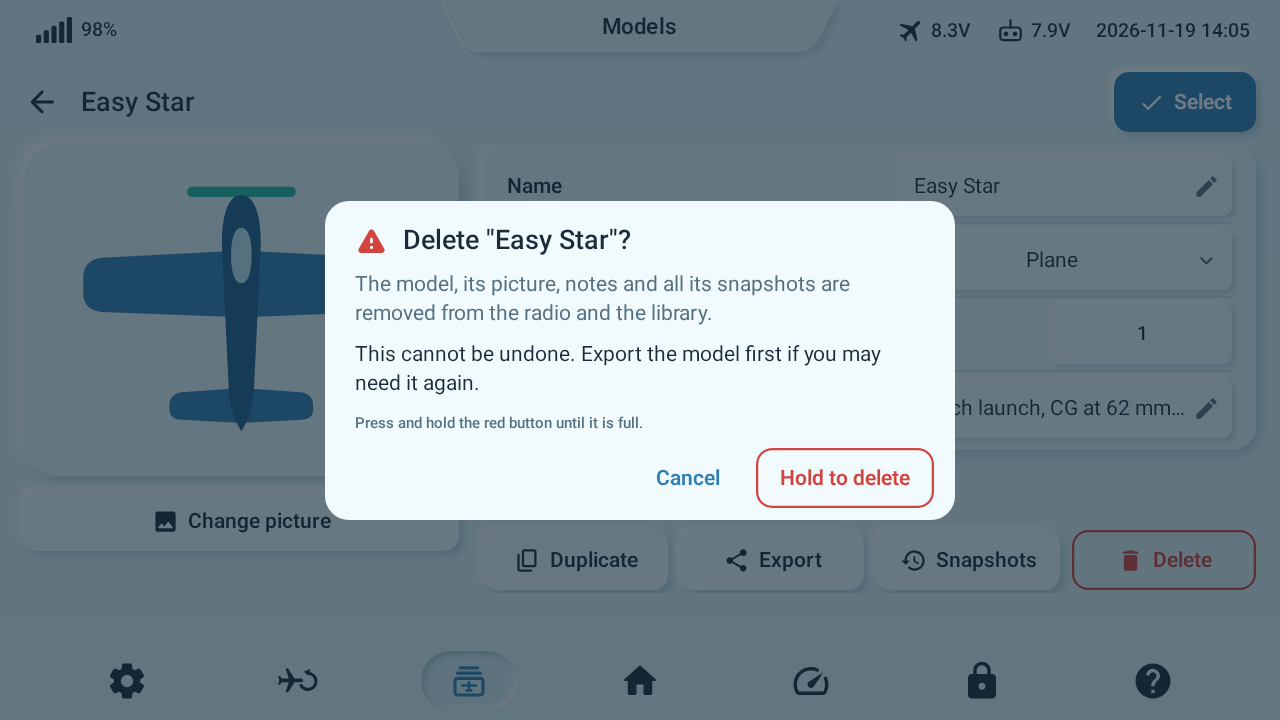 98%
Models
8.3V
7.9V
2026-11-19 14:05
Easy Star
Select
Name
Easy Star
Plane
1
launch, CG at 62 mm...
Delete "Easy Star"?
The model, its picture, notes and all its snapshots are
removed from the radio and the library.
This cannot be undone. Export the model first if you may
need it again.
Press and hold the red button until it is full.
Cancel
Hold to delete
Change picture
Duplicate
Export
Snapshots
Delete